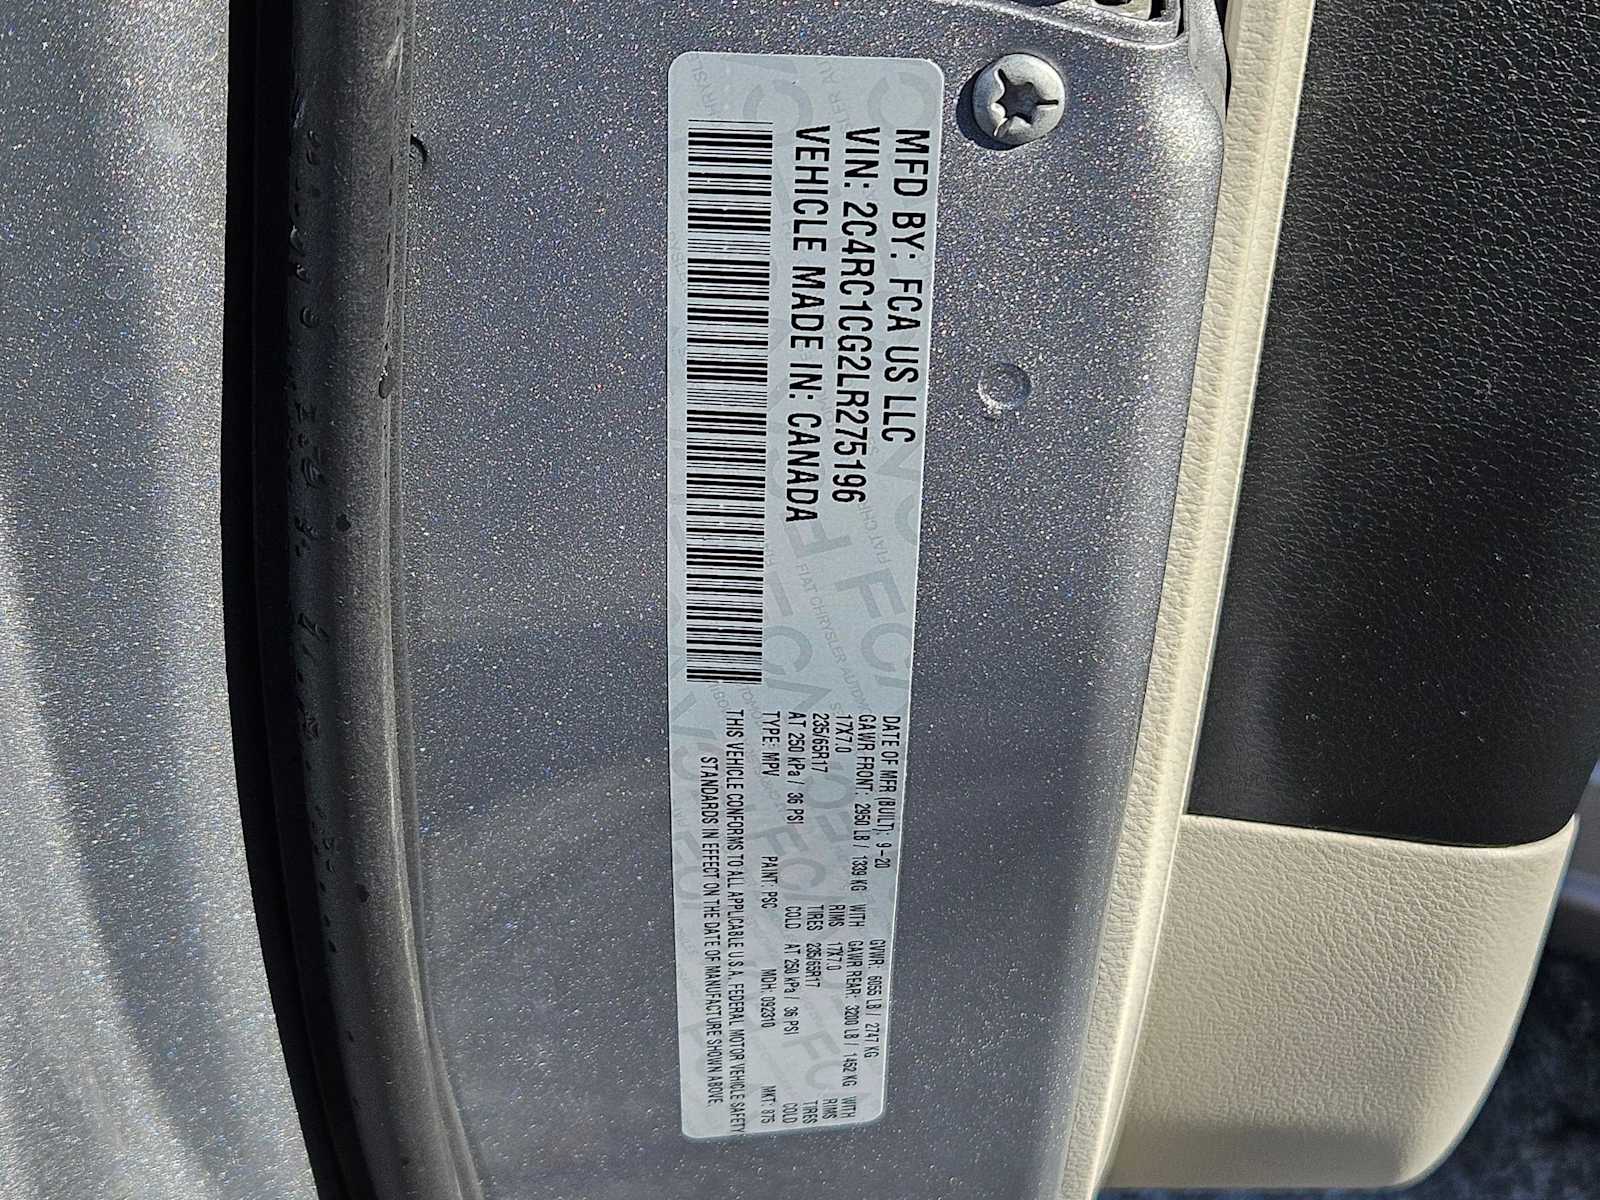 MFD BY: FCA US LLC
VIN: 2C4RC1CG2LR275196
VEHICLE MADE IN: CANADA
DATE OF MFR (BUILT): 9-20 GVWR: 6055 LB / 2747 KG
GAWR FRONT: 2950 LB / 1339 KG WITH GAWR REAR: 3200 LB / 1452 KG WITH
17X7.0 RIMS 17X7.0 RIMS
235/65R17 TIRES 235/65R17 TIRES
AT 250 kPa / 36 PSI COLD AT 250 kPa / 36 PSI COLD
TYPE: MPV PAINT: PSC MDH: 092310 MKT: 875
THIS VEHICLE CONFORMS TO ALL APPLICABLE U.S.A. FEDERAL MOTOR VEHICLE SAFETY
STANDARDS IN EFFECT ON THE DATE OF MANUFACTURE SHOWN ABOVE.